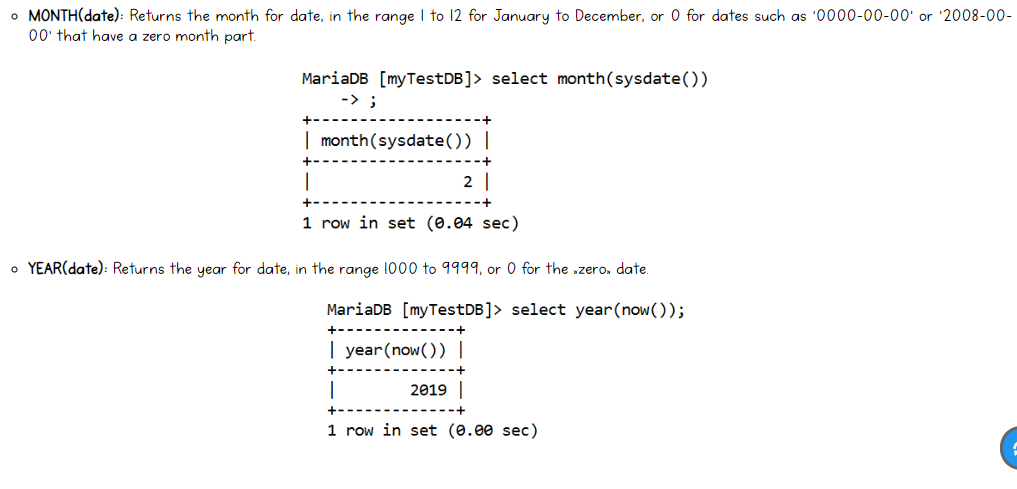 MONTH(date): Returns the month for date, in the range 1 to 12 for January to December, or 0 for dates such as '0000-00-00' or '2008-00-
00' that have a zero month part.
MariaDB [myTestDB]> select month(sysdate())
-> ;
+------------------+
| month(sysdate()) |
+------------------+
| 2 |
+------------------+
1 row in set (0.04 sec)
YEAR(date): Returns the year for date, in the range 1000 to 9999, or 0 for the „zero“ date.
MariaDB [myTestDB]> select year(now());
+-------------+
| year(now()) |
+-------------+
| 2019 |
+-------------+
1 row in set (0.00 sec)